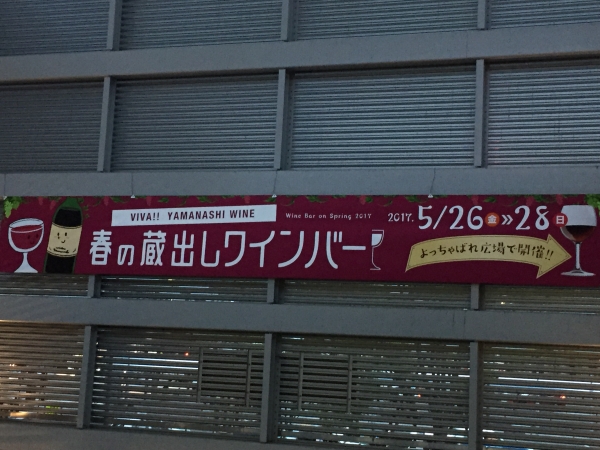 VIVA!! YAMANASHI WINE
Wine Bar on Spring 2017
春の蔵出しワインバー
2017. 5/26 金 » 28 日
よっちゃばれ広場で開催!!